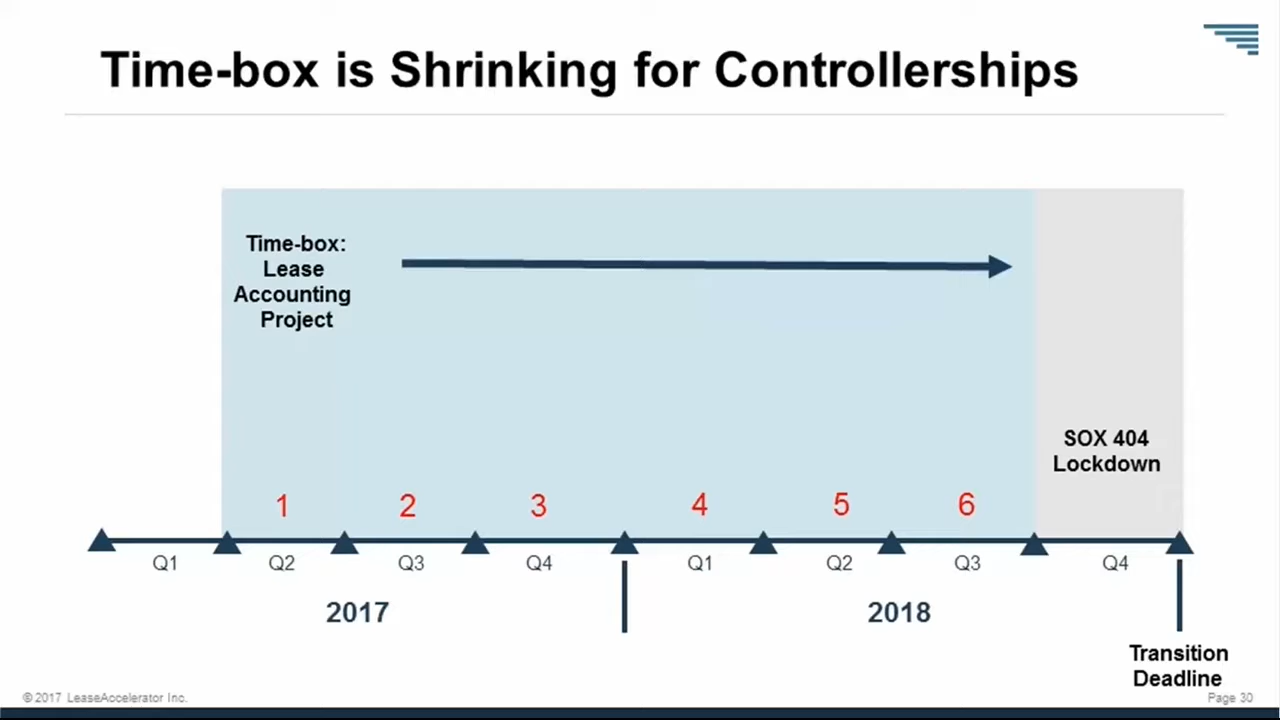 Time-box is Shrinking for Controllerships
Time-box:
Lease
Accounting
Project
SOX 404
Lockdown
1 2 3 4 5 6
Q1 Q2 Q3 Q4 Q1 Q2 Q3 Q4
2017 2018
Transition
Deadline
© 2017 LeaseAccelerator Inc.
Page 30